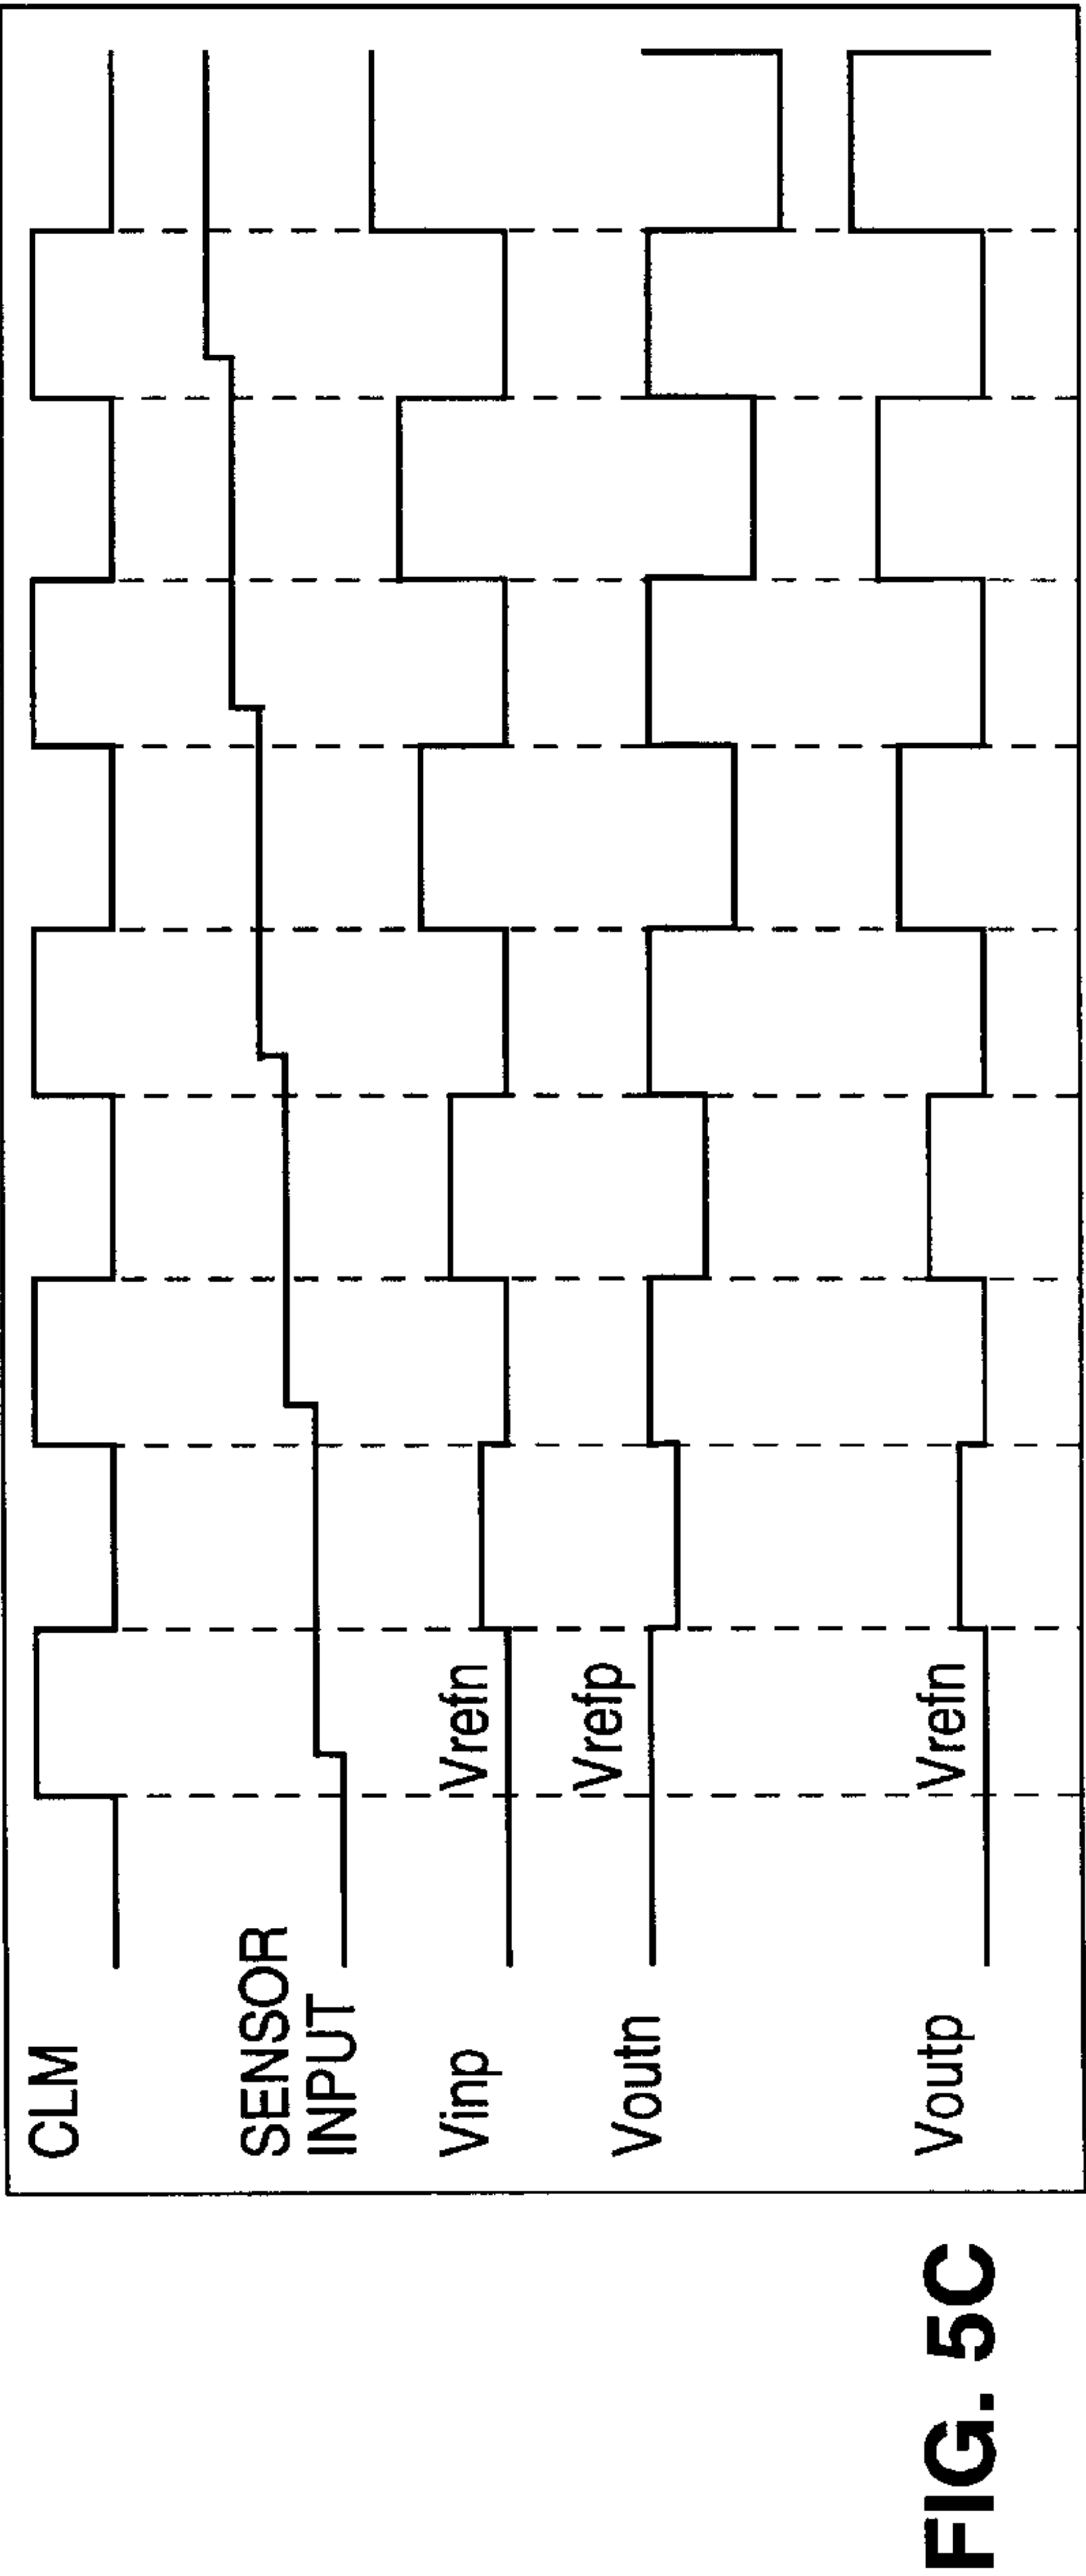 CLM
SENSOR
INPUT
Vinp
Vrefn
Voutn
Vrefp
Voutp
Vrefn
FIG. 5C